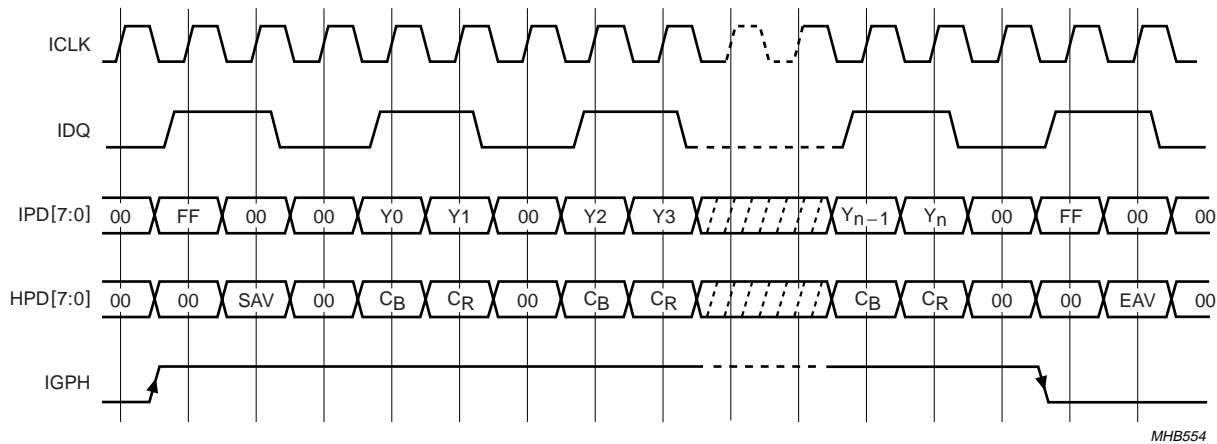 ICLK
IDQ
IPD[7:0] 00 FF 00 00 Y0 Y1 00 Y2 Y3 Yn−1 Yn 00 FF 00 00
HPD[7:0] 00 00 SAV 00 CB CR 00 CB CR CB CR 00 00 EAV 00
IGPH
MHB554